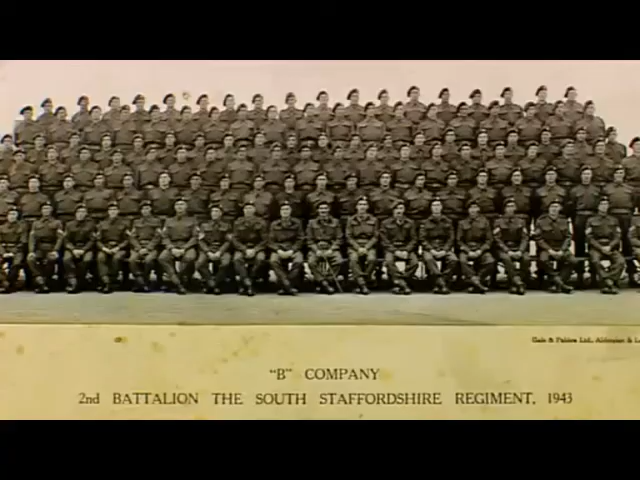 Gale & Polden Ltd., Aldershot & L
"B" COMPANY
2nd BATTALION THE SOUTH STAFFORDSHIRE REGIMENT, 1943